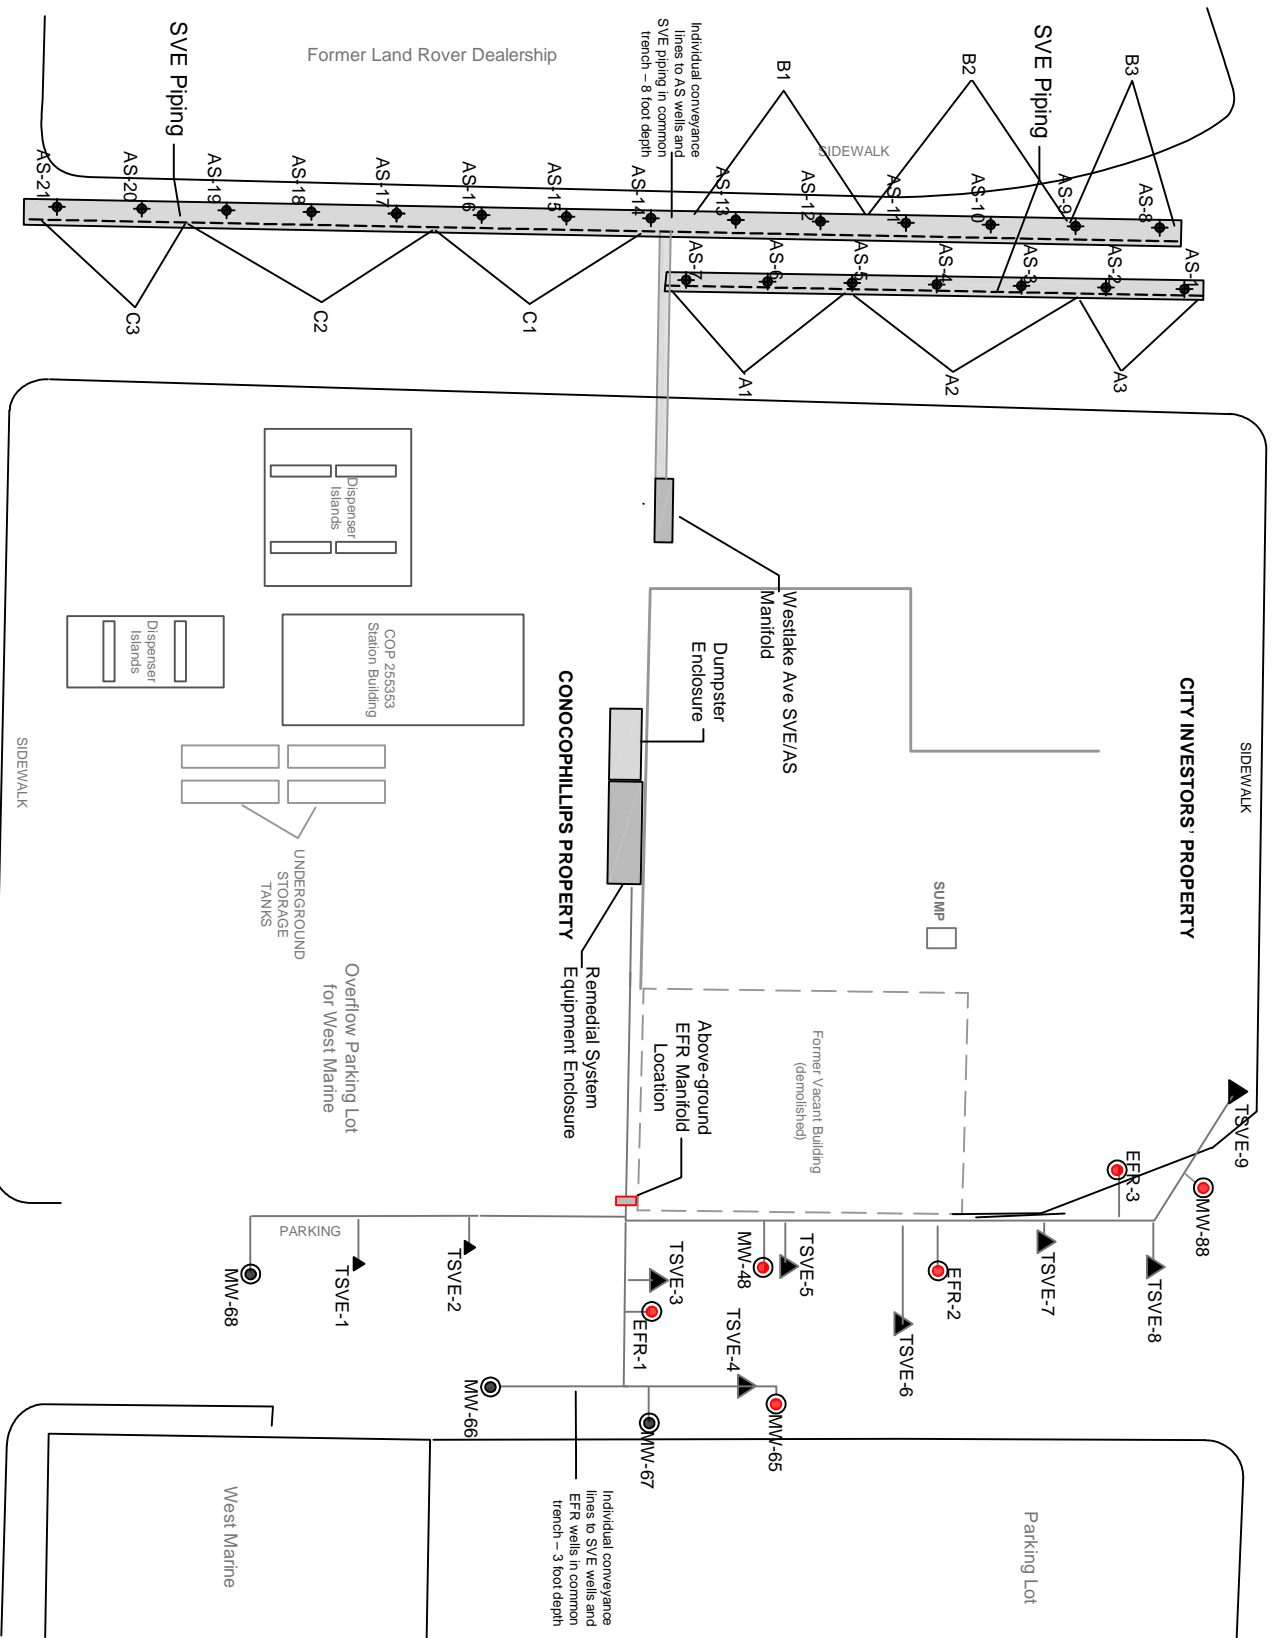 Former Land Rover Dealership
SVE Piping
Individual conveyance
lines to AS wells and
SVE piping in common
trench – 8 foot depth
B1
B2
SVE Piping
B3
SIDEWALK
AS-21
AS-20
AS-19
AS-18
AS-17
AS-16
AS-15
AS-14
AS-13
AS-12
AS-11
AS-10
AS-9
AS-8
AS-7
AS-6
AS-5
AS-4
AS-3
AS-2
AS-1
C3
C2
C1
A1
A2
A3
Dispenser
Islands
Dispenser
Islands
COP 255353
Station Building
Westlake Ave SVE/AS
Manifold
Dumpster
Enclosure
CONOCOPHILLIPS PROPERTY
CITY INVESTORS' PROPERTY
SIDEWALK
SIDEWALK
UNDERGROUND
STORAGE
TANKS
SUMP
Overflow Parking Lot
for West Marine
Remedial System
Equipment Enclosure
Above-ground
EFR Manifold
Location
Former Vacant Building
(demolished)
TSVE-9
EFR-3
MW-88
PARKING
MW-68
TSVE-1
TSVE-2
TSVE-3
EFR-1
MW-48
TSVE-5
TSVE-4
TSVE-6
EFR-2
TSVE-7
TSVE-8
MW-66
MW-67
MW-65
Individual conveyance
lines to SVE wells and
EFR wells in common
trench – 3 foot depth
West Marine
Parking Lot